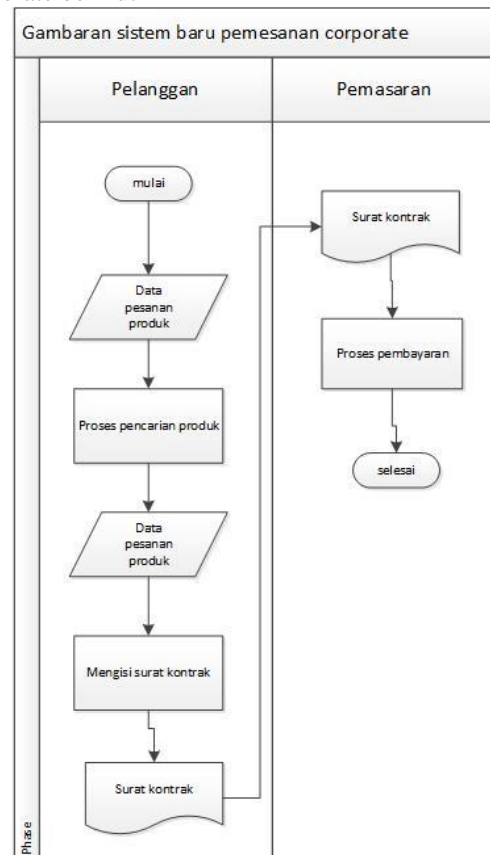 Gambaran sistem baru pemesanan corporate
Pelanggan
Pemasaran
mulai
Data
pesanan
produk
Proses pencarian produk
Data
pesanan
produk
Mengisi surat kontrak
Surat kontrak
Surat kontrak
Proses pembayaran
selesai
Phase